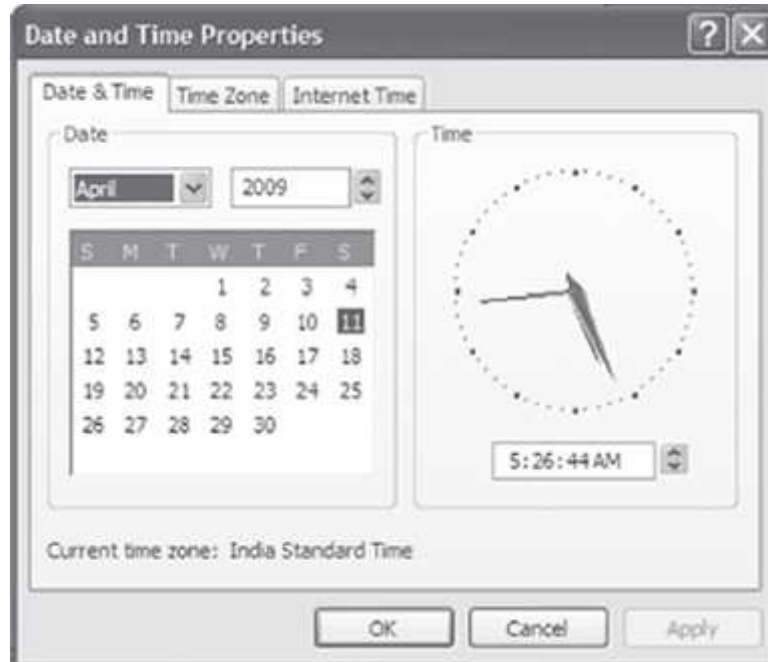 Date and Time Properties
Date & Time Time Zone Internet Time
Date
April 2009
S M T W T F S
1 2 3 4
5 6 7 8 9 10 11
12 13 14 15 16 17 18
19 20 21 22 23 24 25
26 27 28 29 30
Time
5:26:44 AM
Current time zone: India Standard Time
OK Cancel Apply